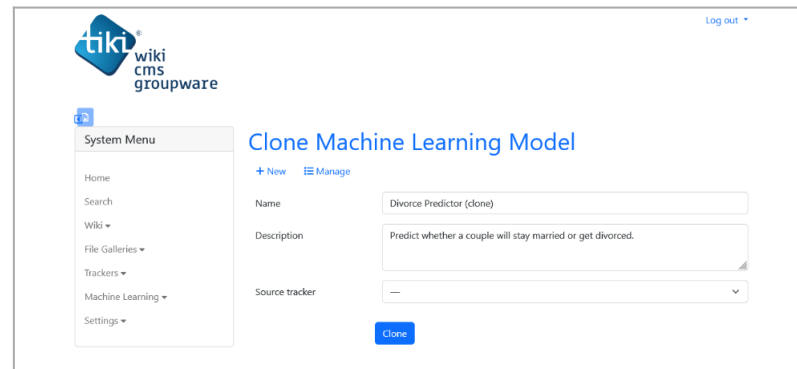 Log out
tiki®
wiki
cms
groupware
System Menu
Home
Search
Wiki
File Galleries
Trackers
Machine Learning
Settings
Clone Machine Learning Model
+ New Manage
Name Divorce Predictor (clone)
Description Predict whether a couple will stay married or get divorced.
Source tracker —
Clone